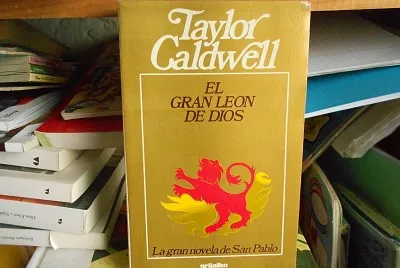 Taylor
Caldwell
EL
GRAN LEON
DE DIOS
La gran novela de San Pablo
grijalbo